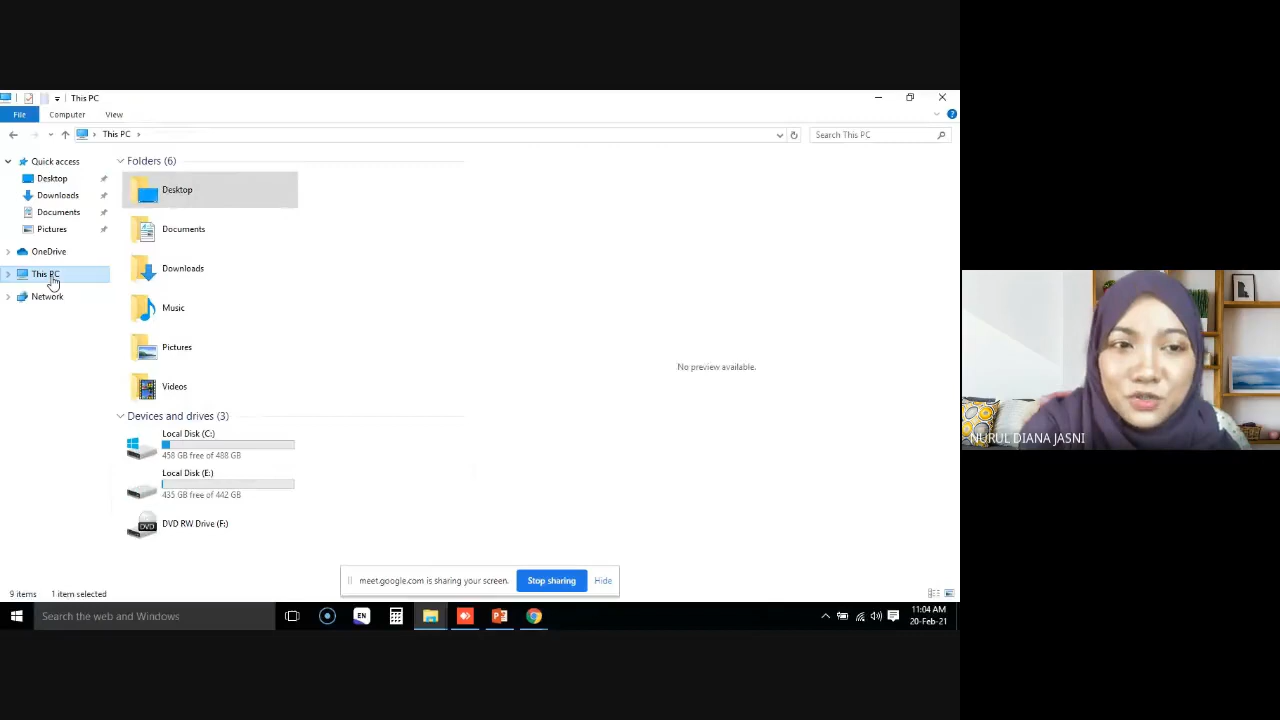 This PC
File Computer View
This PC
Search This PC
Quick access
Desktop
Downloads
Documents
Pictures
OneDrive
This PC
Network
Folders (6)
Desktop
Documents
Downloads
Music
Pictures
Videos
Devices and drives (3)
Local Disk (C:)
458 GB free of 488 GB
Local Disk (E:)
435 GB free of 442 GB
DVD
DVD RW Drive (F:)
No preview available.
NURUL DIANA JASNI
meet.google.com is sharing your screen. Stop sharing Hide
9 items 1 item selected
Search the web and Windows
EN
11:04 AM
20-Feb-21